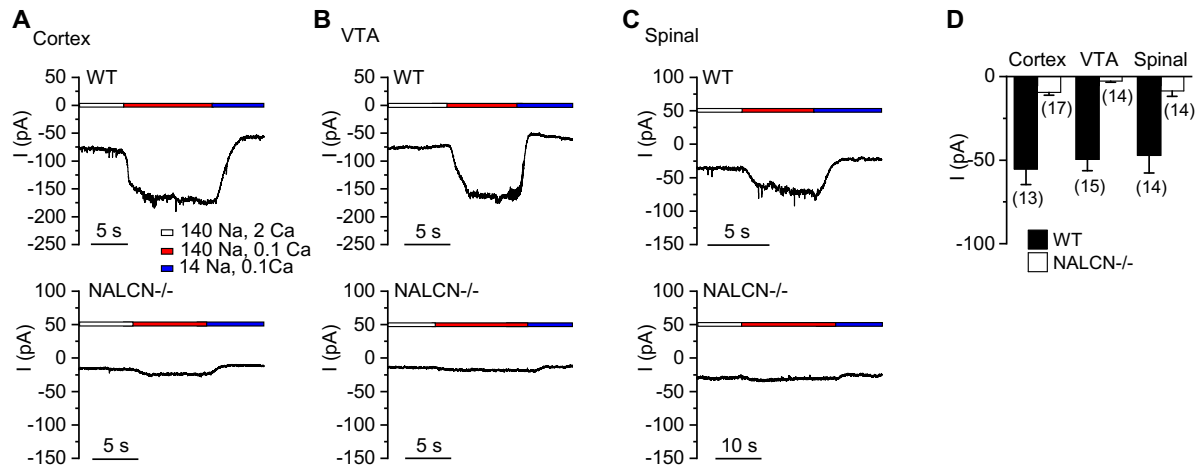 A
Cortex
WT
I (pA)
50
0
-50
-100
-150
-200
-250
5 s
140 Na, 2 Ca
140 Na, 0.1 Ca
14 Na, 0.1Ca
NALCN-/-
I (pA)
100
50
0
-50
-100
-150
5 s
B
VTA
WT
I (pA)
50
0
-50
-100
-150
-200
-250
5 s
NALCN-/-
I (pA)
100
50
0
-50
-100
-150
5 s
C
Spinal
WT
I (pA)
100
50
0
-50
-100
-150
5 s
NALCN-/-
I (pA)
100
50
0
-50
-100
-150
10 s
D
Cortex VTA Spinal
I (pA)
0
-50
-100
(17) (14) (14)
(13) (15) (14)
WT
NALCN-/-